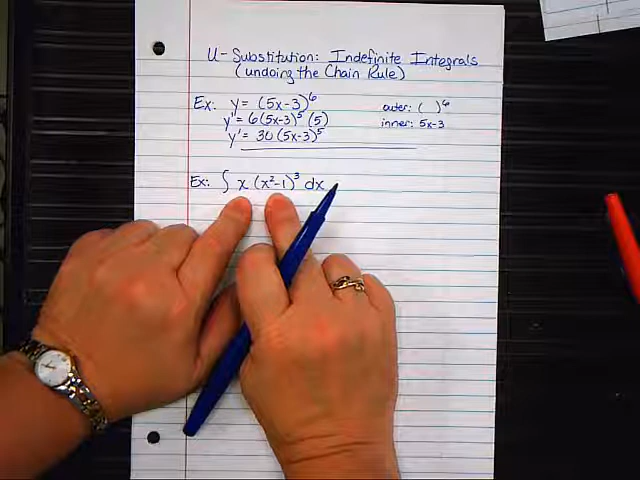 U-Substitution: Indefinite Integrals
(undoing the Chain Rule)
Ex: y = (5x-3)⁶
outer: ( )⁶
y' = 6(5x-3)⁵(5)
inner: 5x-3
y' = 30(5x-3)⁵
Ex: ∫ x(x²-1)³ dx